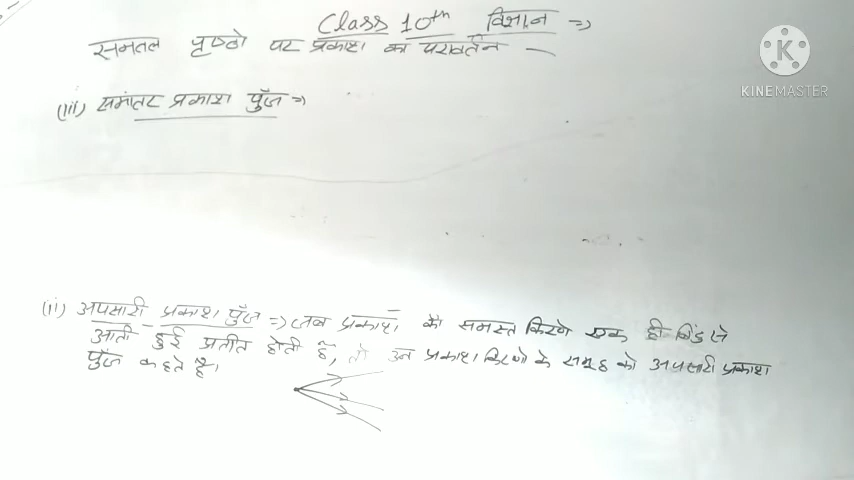 Class 10th विज्ञान =>
समतल पृष्ठो पर प्रकाश का परावर्तन -
KINEMASTER
(iii) समांतर प्रकाश पुँज =>
(ii) अपसारी प्रकाश पुँज => जब प्रकाश की समस्त किरणे एक ही बिंदु से
आती हुई प्रतीत होती है, तो उन प्रकाश किरणो के समूह को अपसारी प्रकाश
पुँज कहते है।